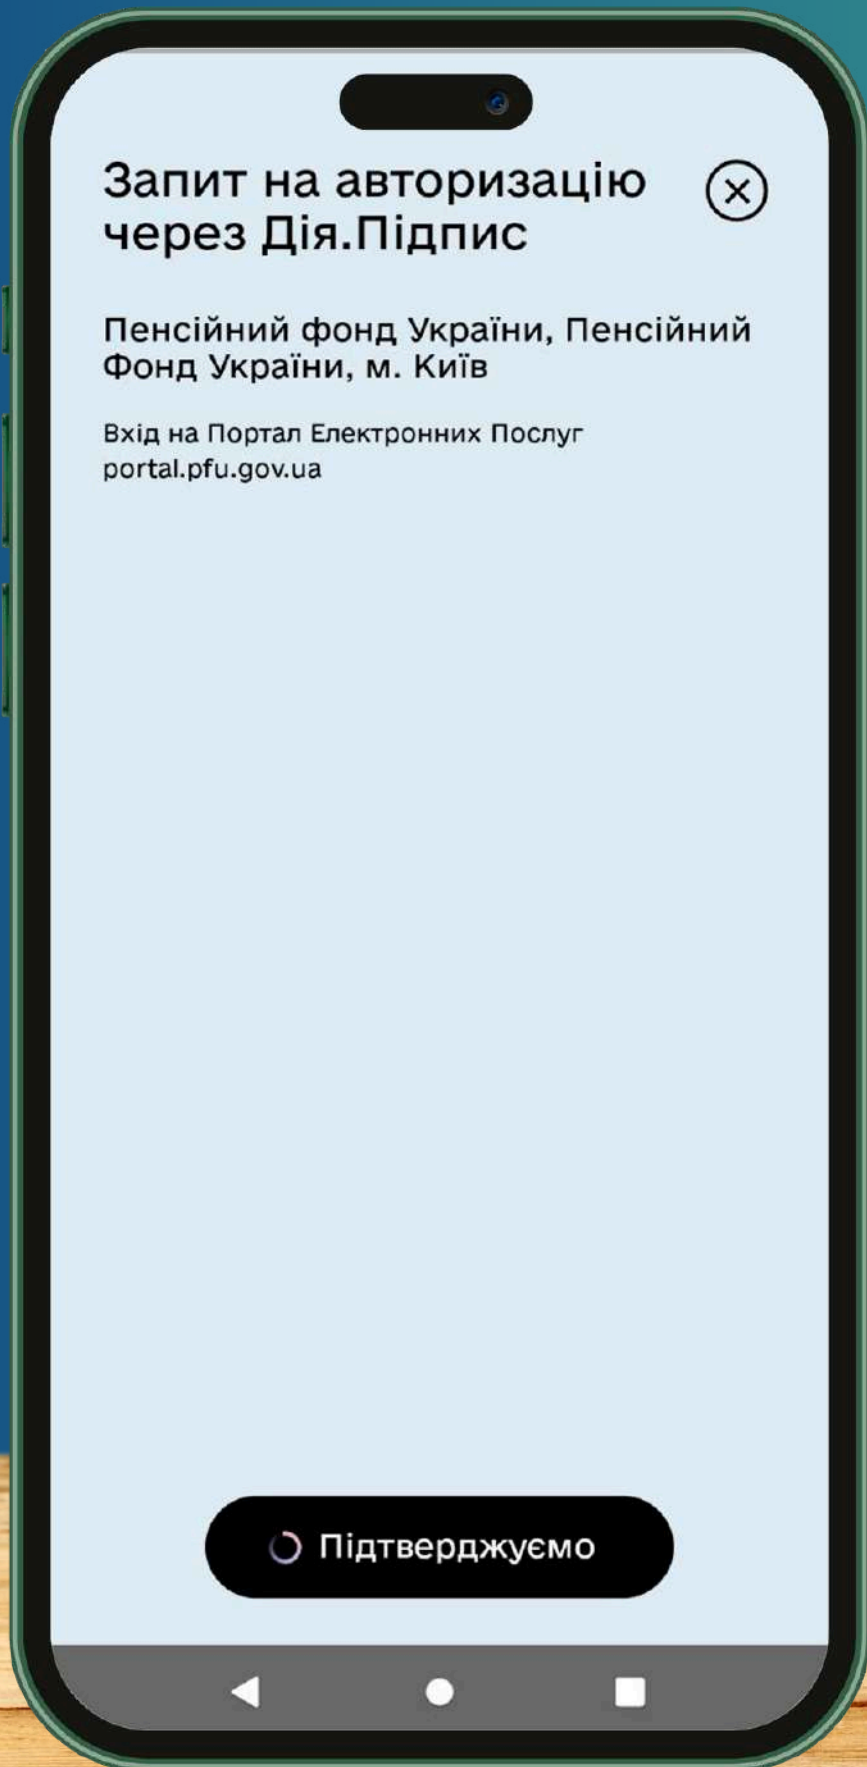 Запит на авторизацію
через Дія.Підпис
Пенсійний фонд України, Пенсійний
Фонд України, м. Київ
Вхід на Портал Електронних Послуг
portal.pfu.gov.ua
Підтверджуємо